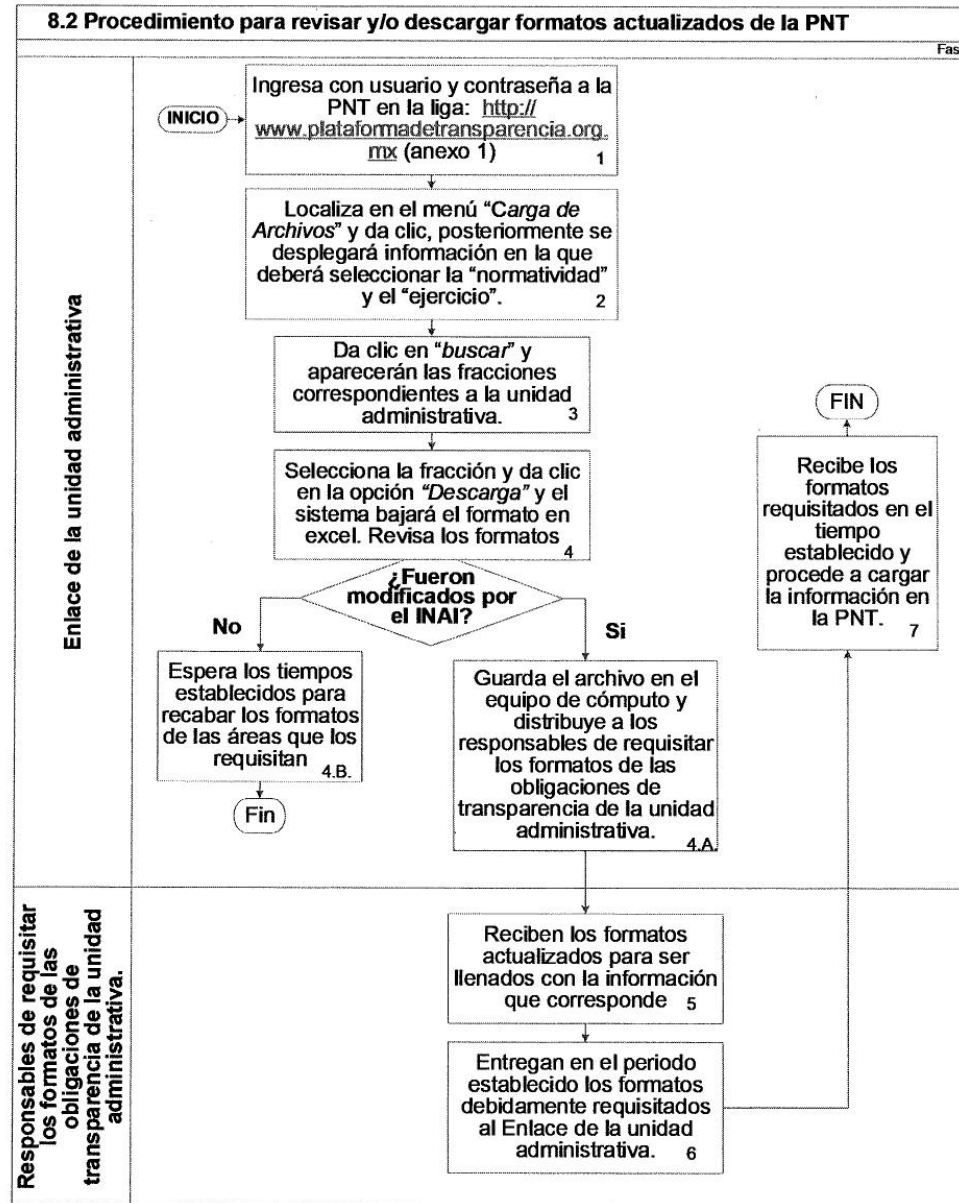 8.2 Procedimiento para revisar y/o descargar formatos actualizados de la PNT
Fas
Enlace de la unidad administrativa
INICIO
Ingresa con usuario y contraseña a la
PNT en la liga: http://
www.plataformadetransparencia.org.
mx (anexo 1)
1
Localiza en el menú “Carga de
Archivos” y da clic, posteriormente se
desplegará información en la que
deberá seleccionar la “normatividad”
y el “ejercicio”.
2
Da clic en “buscar” y
aparecerán las fracciones
correspondientes a la unidad
administrativa.
3
Selecciona la fracción y da clic
en la opción “Descarga” y el
sistema bajará el formato en
excel. Revisa los formatos
4
¿Fueron
modificados por
el INAI?
No
Si
Espera los tiempos
establecidos para
recabar los formatos
de las áreas que los
requisitan
4.B.
Fin
Guarda el archivo en el
equipo de cómputo y
distribuye a los
responsables de requisitar
los formatos de las
obligaciones de
transparencia de la unidad
administrativa.
4.A.
FIN
Recibe los
formatos
requisitados en el
tiempo
establecido y
procede a cargar
la información en
la PNT.
7
Responsables de requisitar
los formatos de las
obligaciones de
transparencia de la unidad
administrativa.
Reciben los formatos
actualizados para ser
llenados con la información
que corresponde
5
Entregan en el periodo
establecido los formatos
debidamente requisitados
al Enlace de la unidad
administrativa.
6